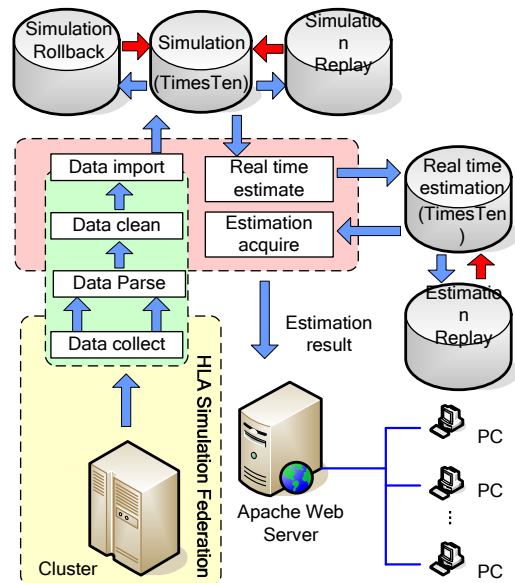 Simulation
Rollback
Simulation
(TimesTen)
Simulatio
n
Replay
Data import
Real time
estimate
Real time
estimation
(TimesTen
)
Data clean
Estimation
acquire
Data Parse
Estimatio
n
Replay
Data collect
Estimation
result
HLA Simulation Federation
Cluster
Apache Web
Server
PC
PC
...
PC